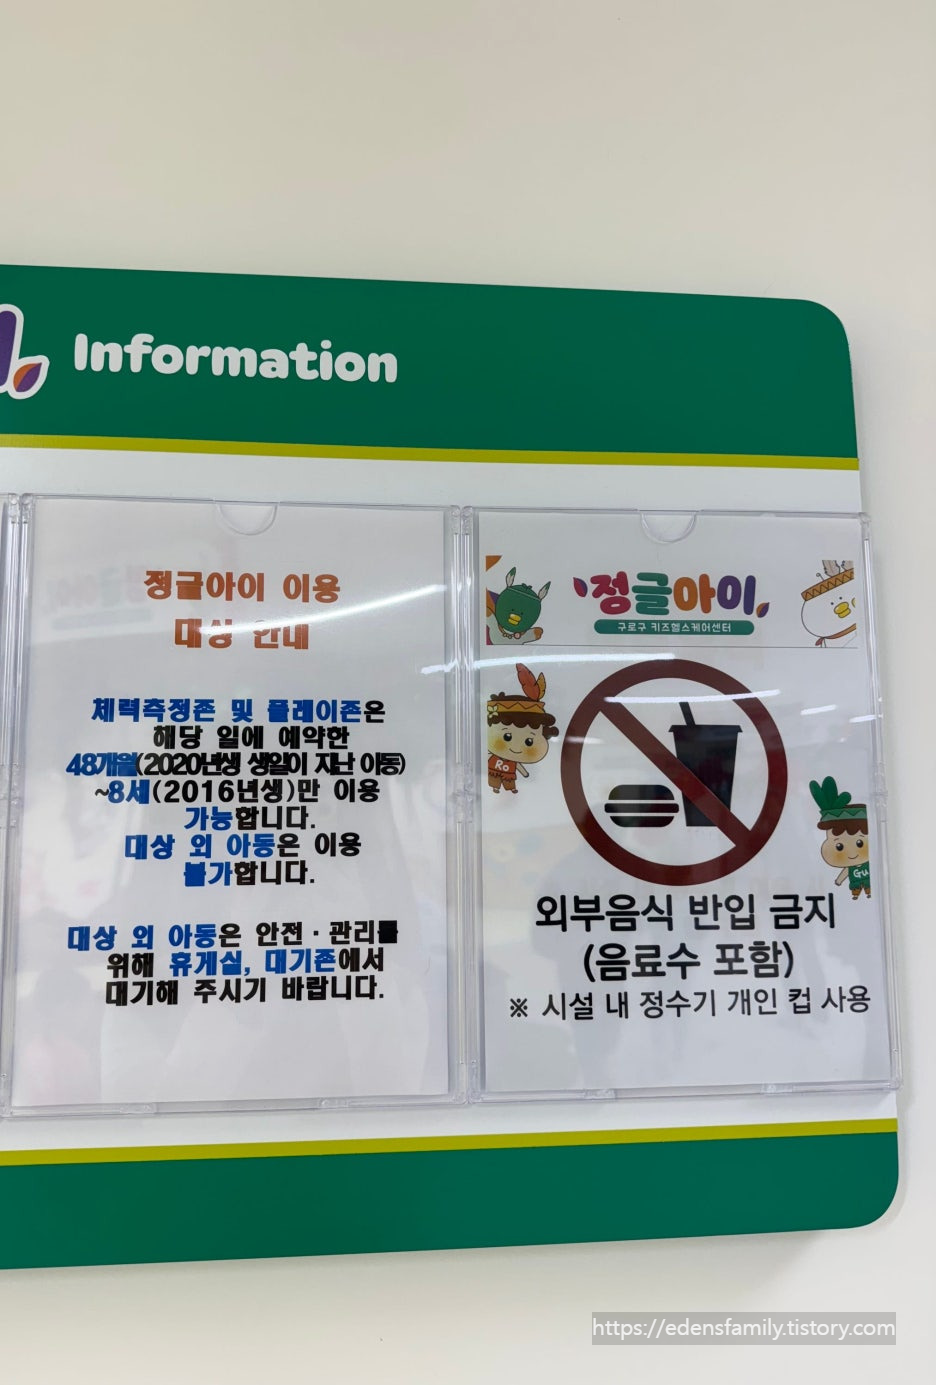 Information
정글아이 이용
대상 안내
체력측정존 및 플레이존은
해당 일에 예약한
48개월(2020년생 생일이 지난 아동)
~8세(2016년생)만 이용
가능합니다.
대상 외 아동은 이용
불가합니다.
대상 외 아동은 안전·관리를
위해 휴게실, 대기존에서
대기해 주시기 바랍니다.
정글아이
구로구 키즈헬스케어센터
Ro
Gu
외부음식 반입 금지
(음료수 포함)
※ 시설 내 정수기 개인 컵 사용
https://edensfamily.tistory.com